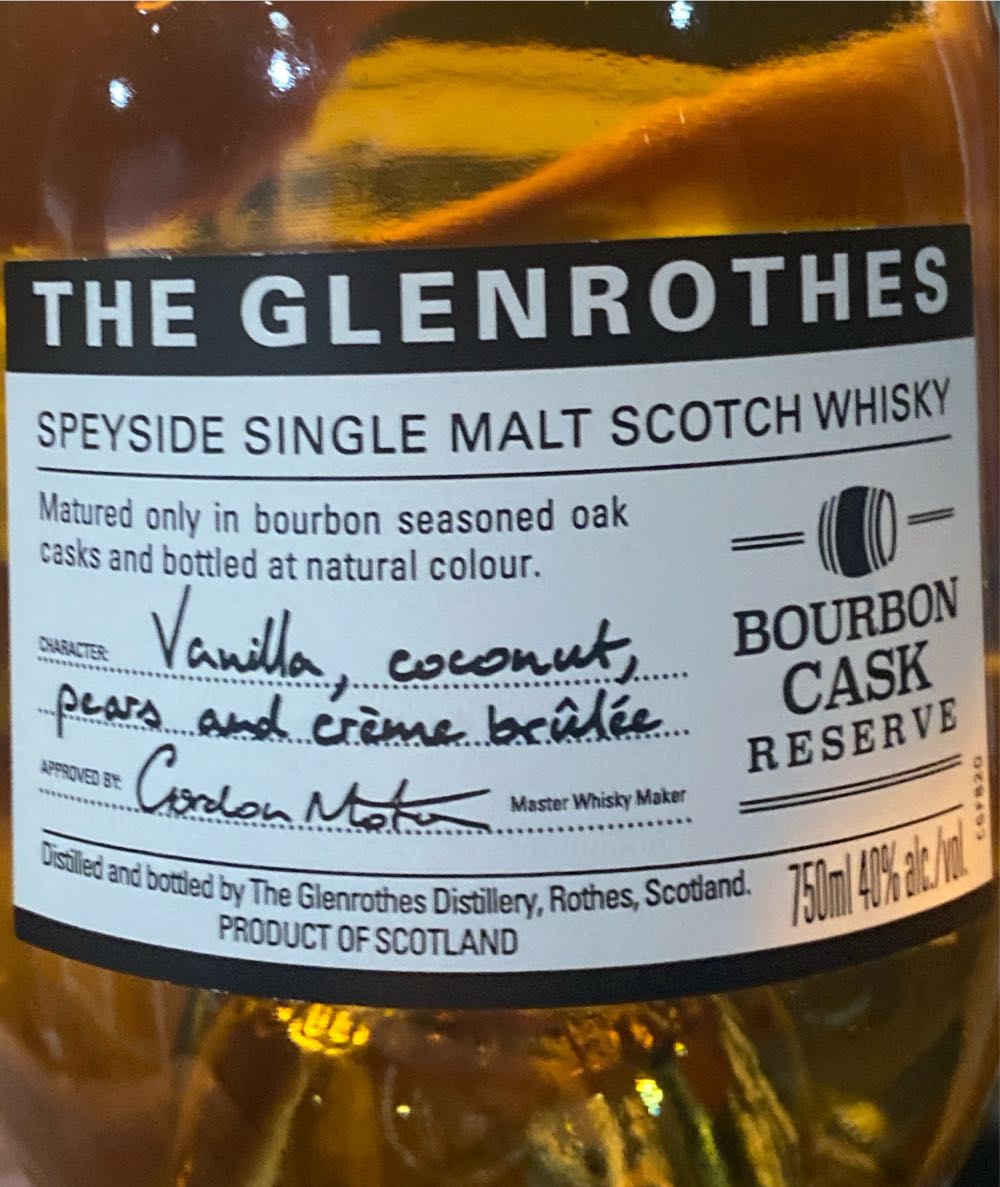 THE GLENROTHES
SPEYSIDE SINGLE MALT SCOTCH WHISKY
Matured only in bourbon seasoned oak
casks and bottled at natural colour.
CHARACTER: Vanilla, coconut,
pears and crème brûlée
APPROVED BY: Gordon Motion Master Whisky Maker
BOURBON
CASK
RESERVE
Distilled and bottled by The Glenrothes Distillery, Rothes, Scotland.
PRODUCT OF SCOTLAND
750ml 40% alc./vol.